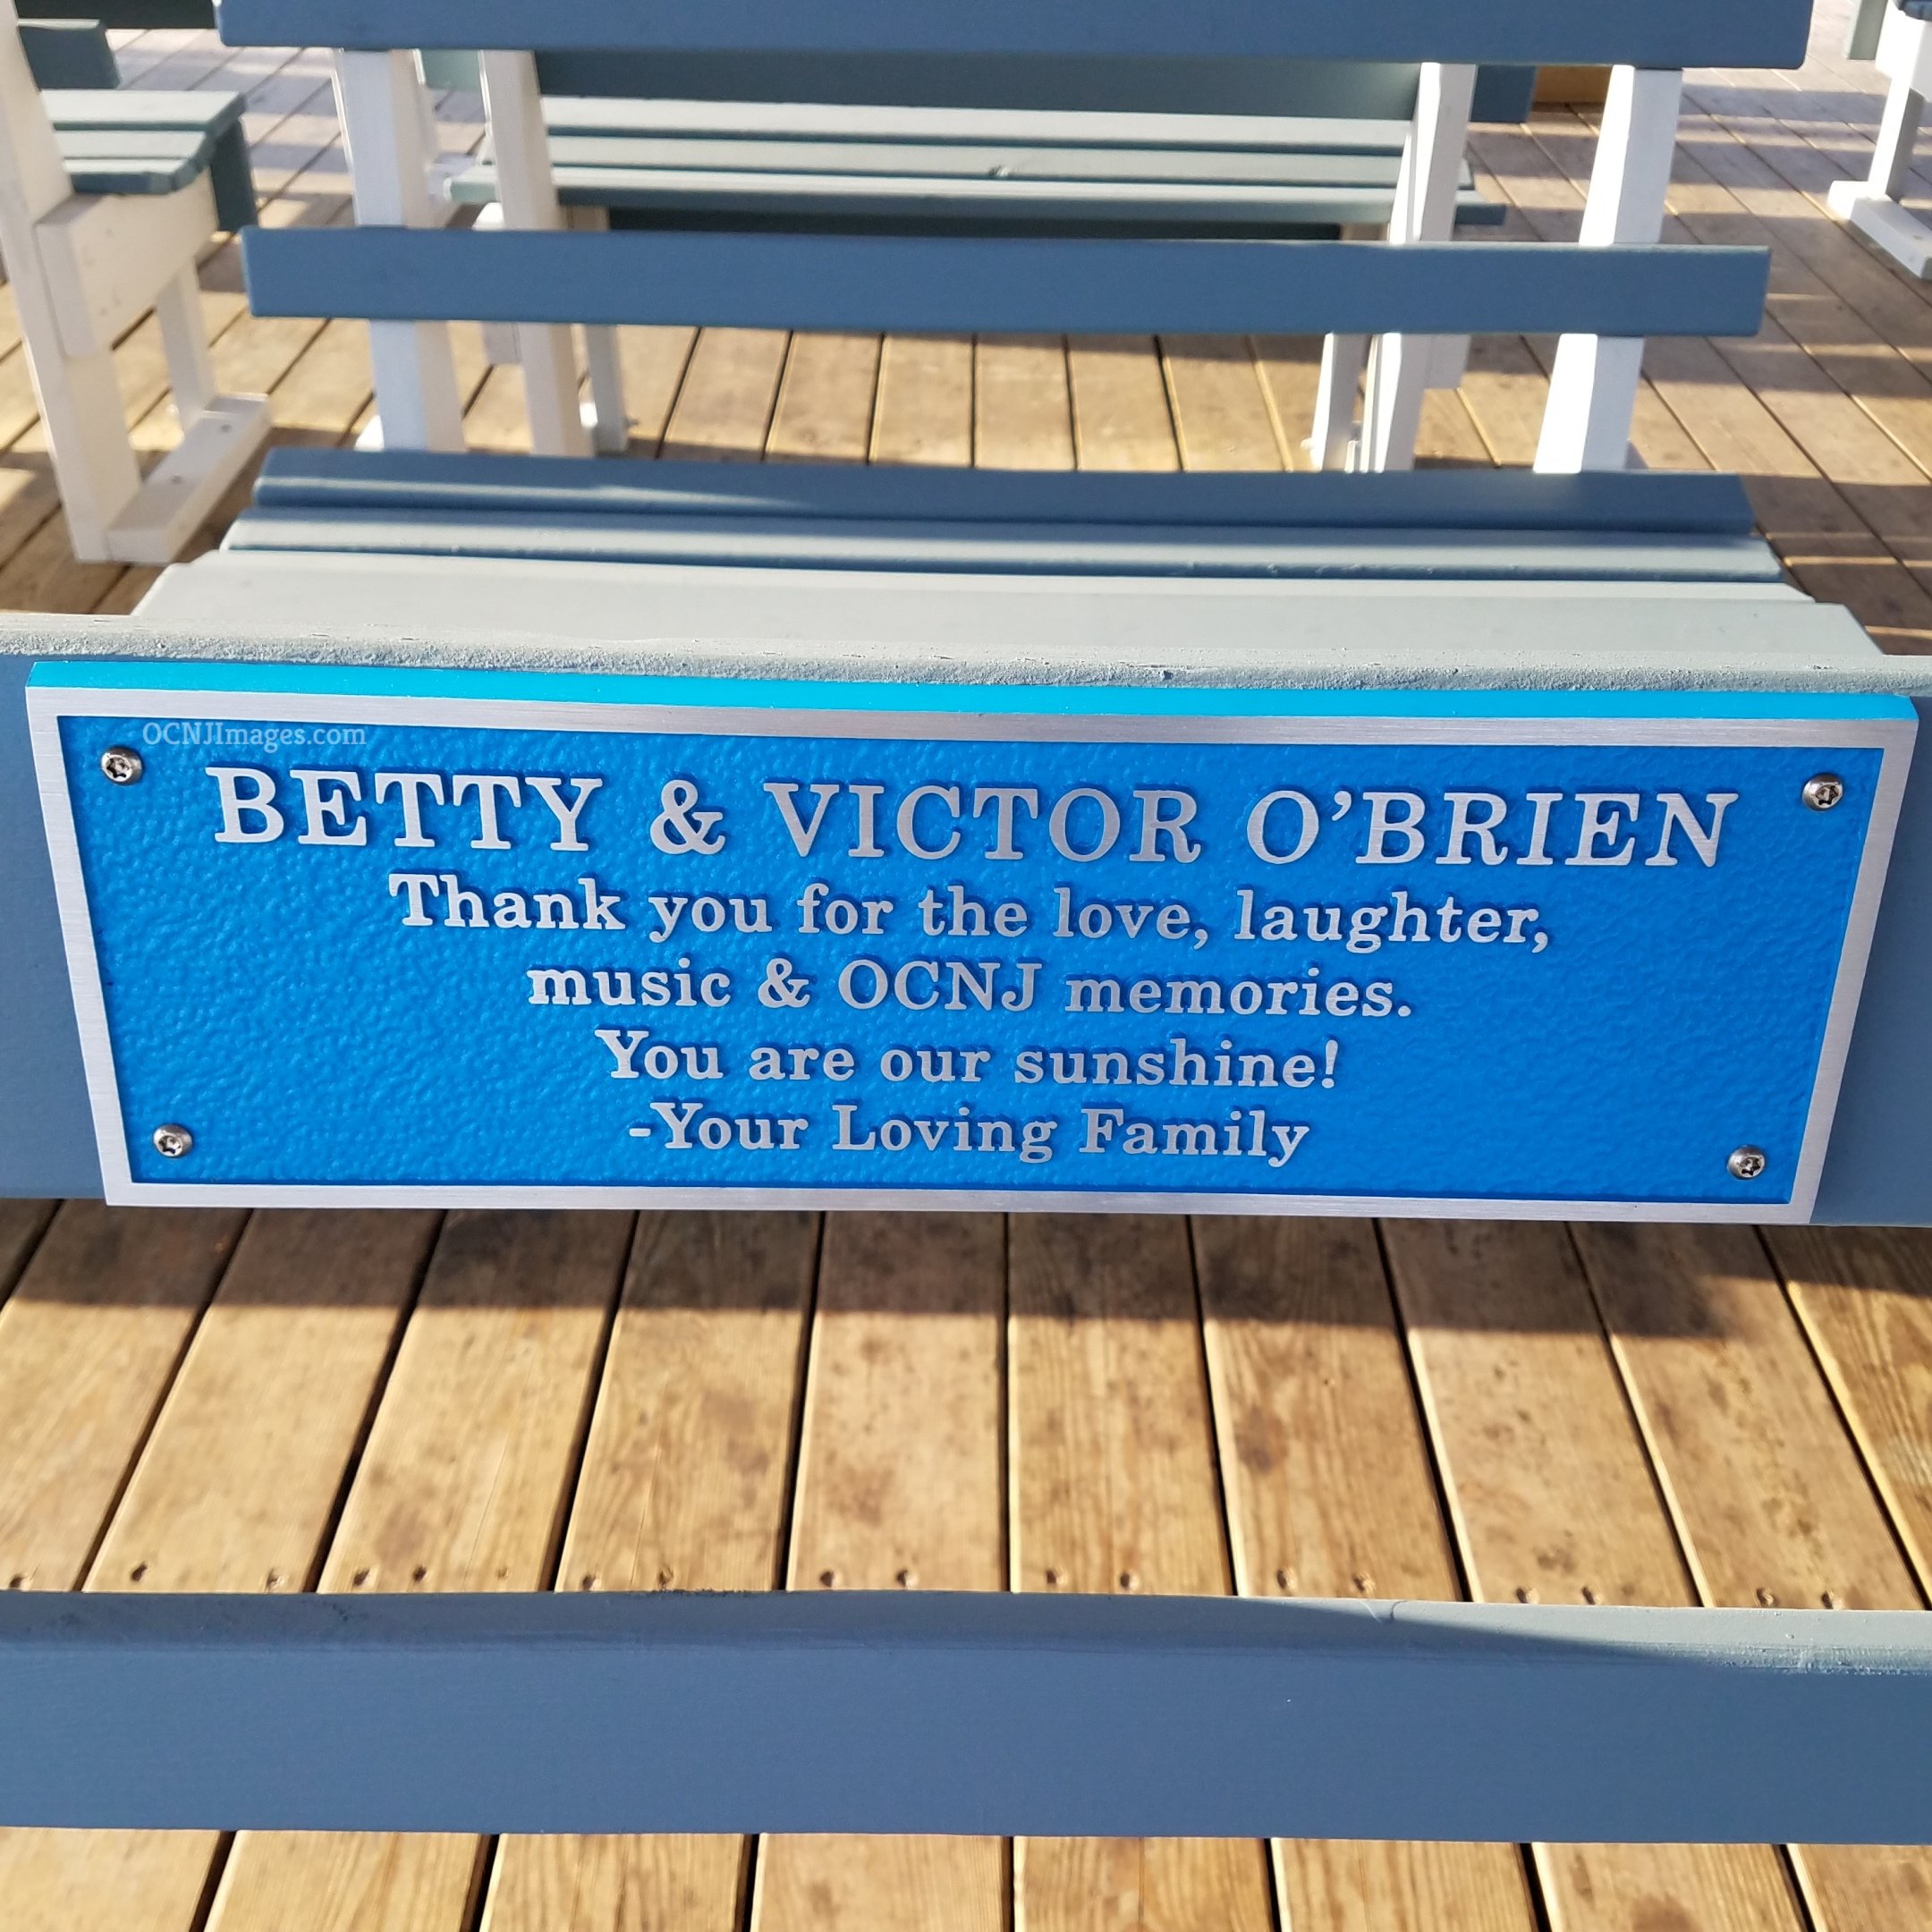 OCNJImages.com
BETTY & VICTOR O'BRIEN
Thank you for the love, laughter,
music & OCNJ memories.
You are our sunshine!
-Your Loving Family